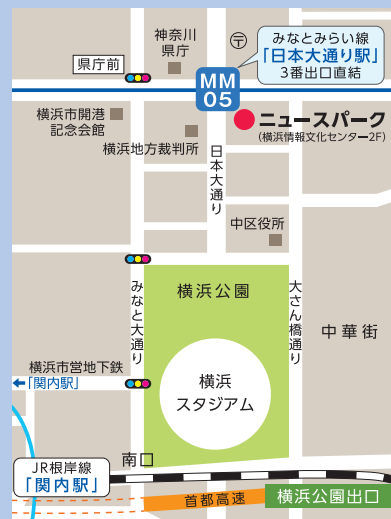 神奈川
県庁
〒
みなとみらい線
「日本大通り駅」
3番出口直結
県庁前
MM
05
横浜市開港
記念会館
ニュースパーク
(横浜情報文化センター2F)
横浜地方裁判所
日本大通り
中区役所
みなと大通り
横浜公園
大さん橋通り
中華街
横浜市営地下鉄
「関内駅」
横浜
スタジアム
南口
JR根岸線
「関内駅」
首都高速
横浜公園出口